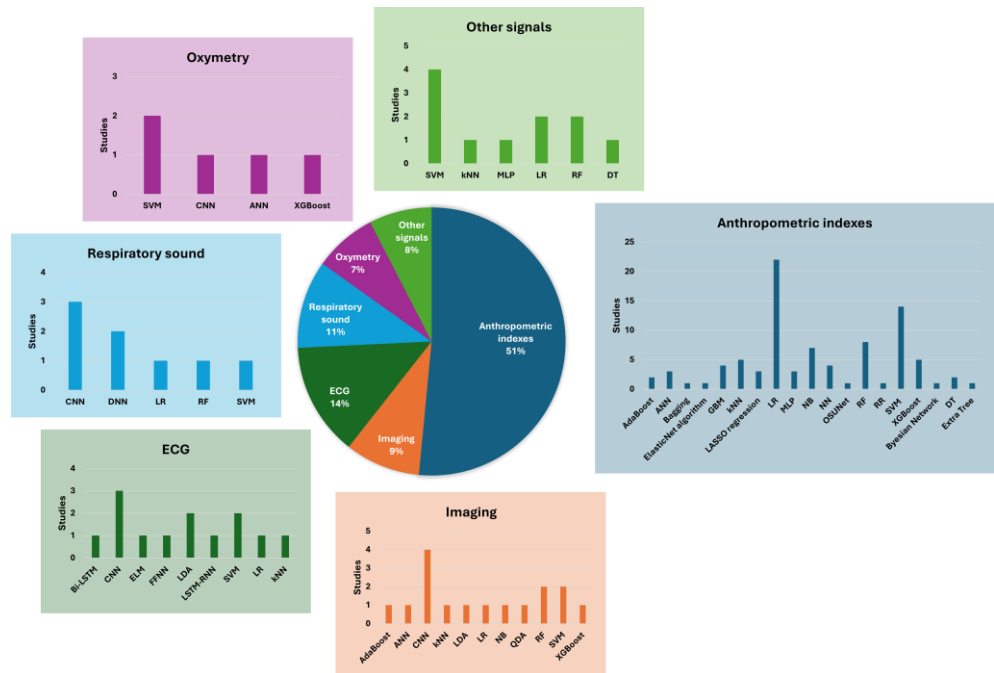 Oxymetry
Studies
3
2
1
0
SVM CNN ANN XGBoost
Other signals
Studies
5
4
3
2
1
0
SVM kNN MLP LR RF DT
Respiratory sound
Studies
4
3
2
1
0
CNN DNN LR RF SVM
Other
signals
8%
Oxymetry
7%
Respiratory
sound
11%
Anthropometric
indexes
51%
ECG
14%
Imaging
9%
Anthropometric indexes
Studies
25
20
15
10
5
0
AdaBoost
ANN
Bagging
ElasticNet algorithm
GBM
kNN
LASSO regression
LR
MLP
NB
NN
OSUNet
RF
RR
SVM
XGBoost
Byesian Network
DT
Extra Tree
ECG
Studies
4
3
2
1
0
Bi-LSTM
CNN
ELM
FFNN
LDA
LSTM-RNN
SVM
LR
kNN
Imaging
Studies
5
4
3
2
1
0
AdaBoost
ANN
CNN
kNN
LDA
LR
NB
QDA
RF
SVM
XGBoost